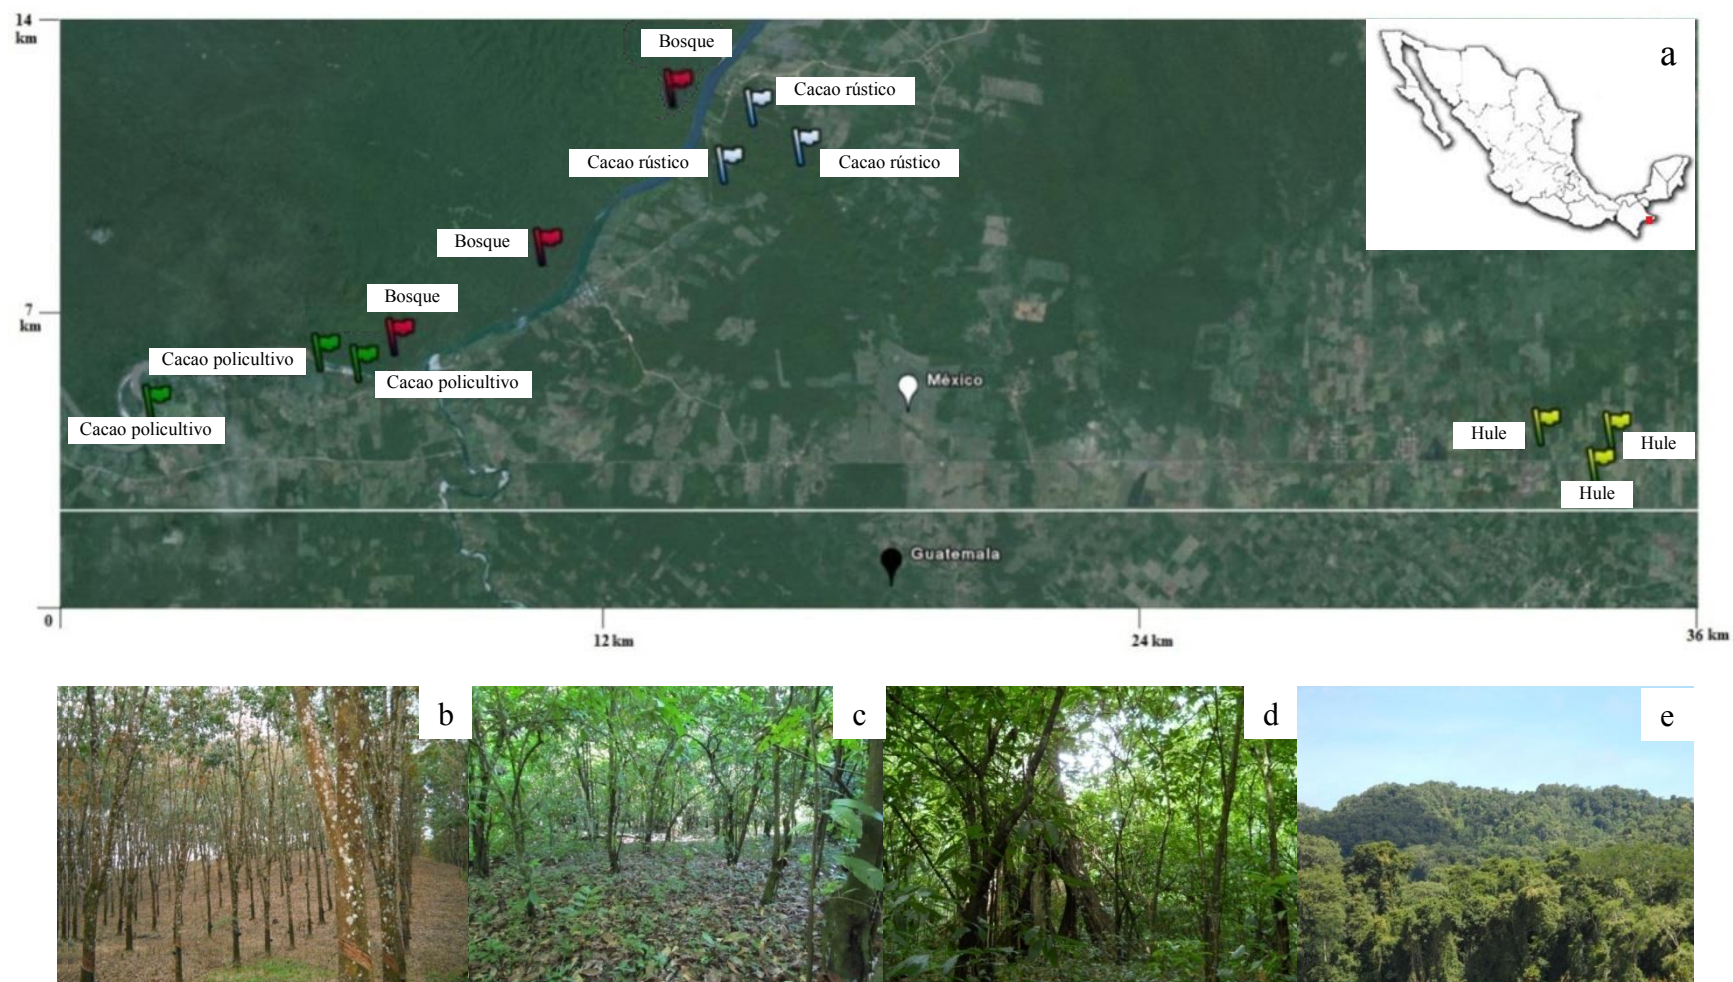 14
km
Bosque
a
Cacao rústico
Cacao rústico
Cacao rústico
Bosque
Bosque
7
km
Cacao policultivo
Cacao policultivo
México
Cacao policultivo
Hule
Hule
Hule
Guatemala
0
12 km
24 km
36 km
b
c
d
e